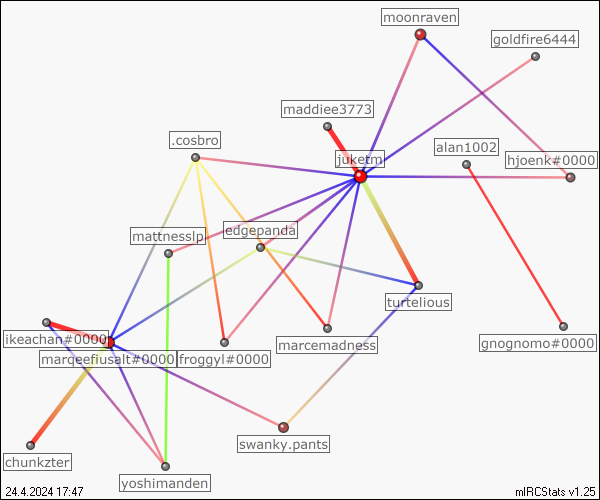 moonraven
goldfire6444
maddiee3773
.cosbro
alan1002
juketm
hjoenk#0000
edgepanda
mattnesslp
turtelious
ikeachan#0000
gnognomo#0000
marcemadness
marqeefiusalt#0000
froggyl#0000
swanky.pants
chunkzter
yoshimanden
24.4.2024 17:47
mIRCStats v1.25